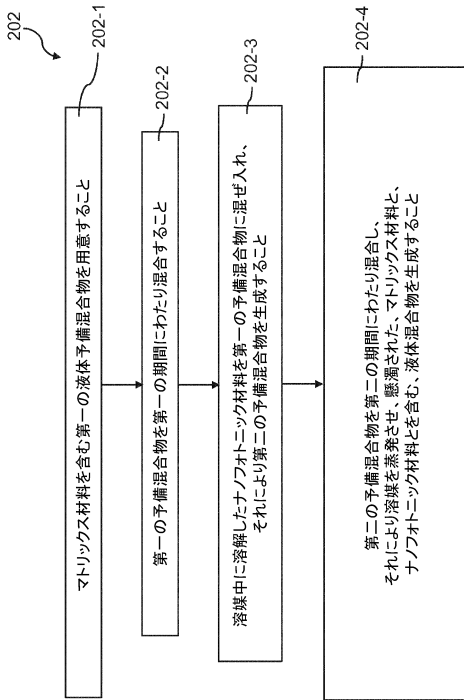 202
202-1
マトリックス材料を含む第一の液体予備混合物を用意すること
202-2
第一の予備混合物を第一の期間にわたり混合すること
202-3
溶媒中に溶解したナノフォトニック材料を第一の予備混合物に混ぜ入れ、
それにより第二の予備混合物を生成すること
202-4
第二の予備混合物を第二の期間にわたり混合し、
それにより溶媒を蒸発させ、懸濁された、マトリックス材料と、
ナノフォトニック材料とを含む、液体混合物を生成すること